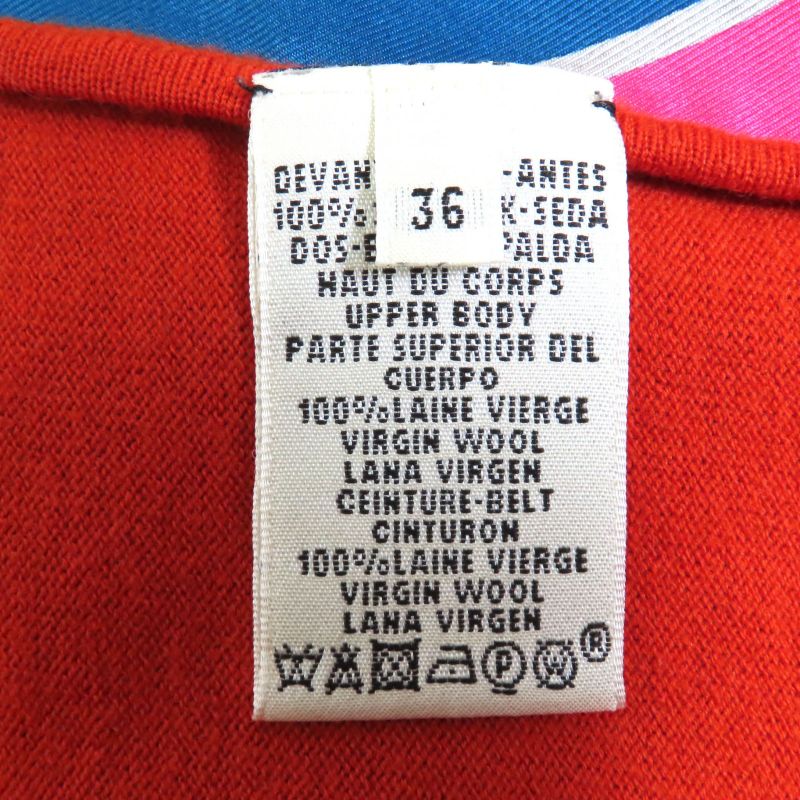 DEVAN -ANTES
36
100% K-SEDA
DOS-E PALDA
HAUT DU CORPS
UPPER BODY
PARTE SUPERIOR DEL
CUERPO
100%LAINE VIERGE
VIRGIN WOOL
LANA VIRGEN
CEINTURE-BELT
CINTURON
100%LAINE VIERGE
VIRGIN WOOL
LANA VIRGEN
P W ®